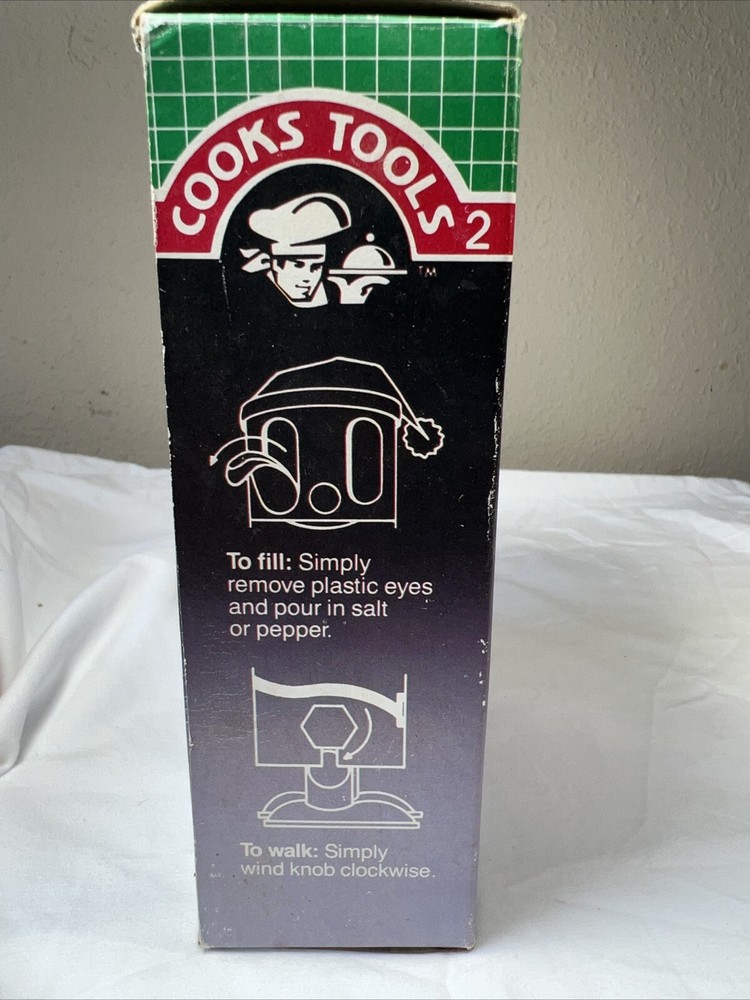 COOKS TOOLS 2
TM
To fill: Simply
remove plastic eyes
and pour in salt
or pepper.
To walk: Simply
wind knob clockwise.